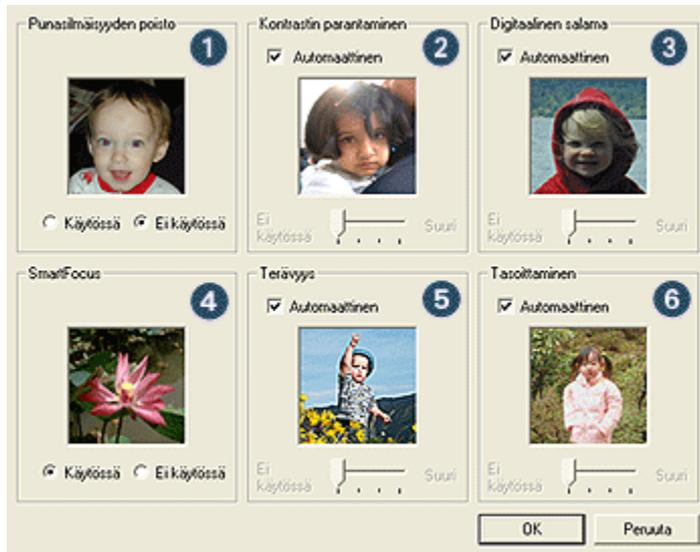 Punasilmäisyyden poisto
1
Käytössä Ei käytössä
Kontrastin parantaminen
2
Automaattinen
Ei käytössä
Suuri
Digitaalinen salama
3
Automaattinen
Ei käytössä
Suuri
SmartFocus
4
Käytössä Ei käytössä
Terävyys
5
Automaattinen
Ei käytössä
Suuri
Tasoittaminen
6
Automaattinen
Ei käytössä
Suuri
OK
Peruuta